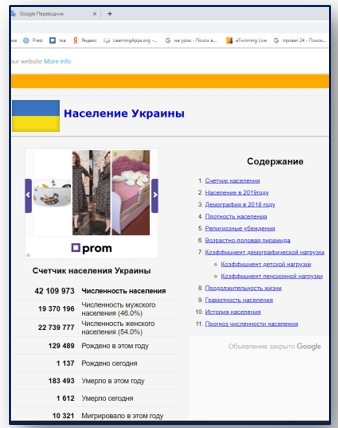 Google Переводчик × +
Prezi тка Яндекс LearningApps.org -... на урок - Поиск в... eTwinning Live проект 24 - Поиск...
our website More info
Население Украины
prom
Счетчик населения Украины
42 109 973 Численность населения
19 370 196 Численность мужского населения (46.0%)
22 739 777 Численность женского населения (54.0%)
129 489 Рождено в этом году
1 137 Рождено сегодня
183 493 Умерло в этом году
1 612 Умерло сегодня
10 321 Мигрировало в этом году
Содержание
1. Счетчик населения
2. Население в 2019году
3. Демография в 2018 году
4. Плотность населения
5. Религиозные убеждения
6. Возрастно-половая пирамида
7. Коэффициент демографической нагрузки
Коэффициент детской нагрузки
Коэффициент пенсионной нагрузки
8. Продолжительность жизни
9. Грамотность населения
10. История населения
11. Прогноз численности населения
Объявление закрыто Google